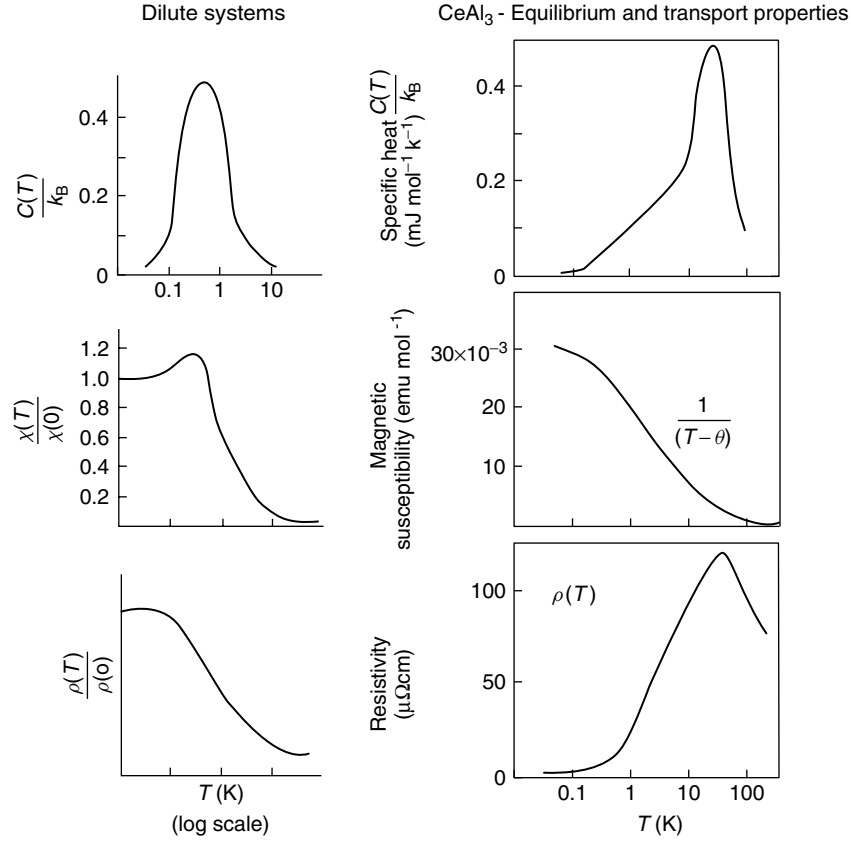 Dilute systems
CeAl₃ - Equilibrium and transport properties
C(T)
k_B
0.4
0.2
0
0.1
1
10
Specific heat C(T)/k_B
(mJ mol⁻¹ k⁻¹)
0.4
0.2
0
χ(T)
χ(0)
1.2
1.0
0.8
0.6
0.4
0.2
Magnetic
susceptibility (emu mol⁻¹)
30×10⁻³
20
10
1
(T – θ)
ρ(T)
ρ(o)
T (K)
(log scale)
Resistivity
(μΩcm)
100
50
0
ρ(T)
0.1
1
10
100
T (K)